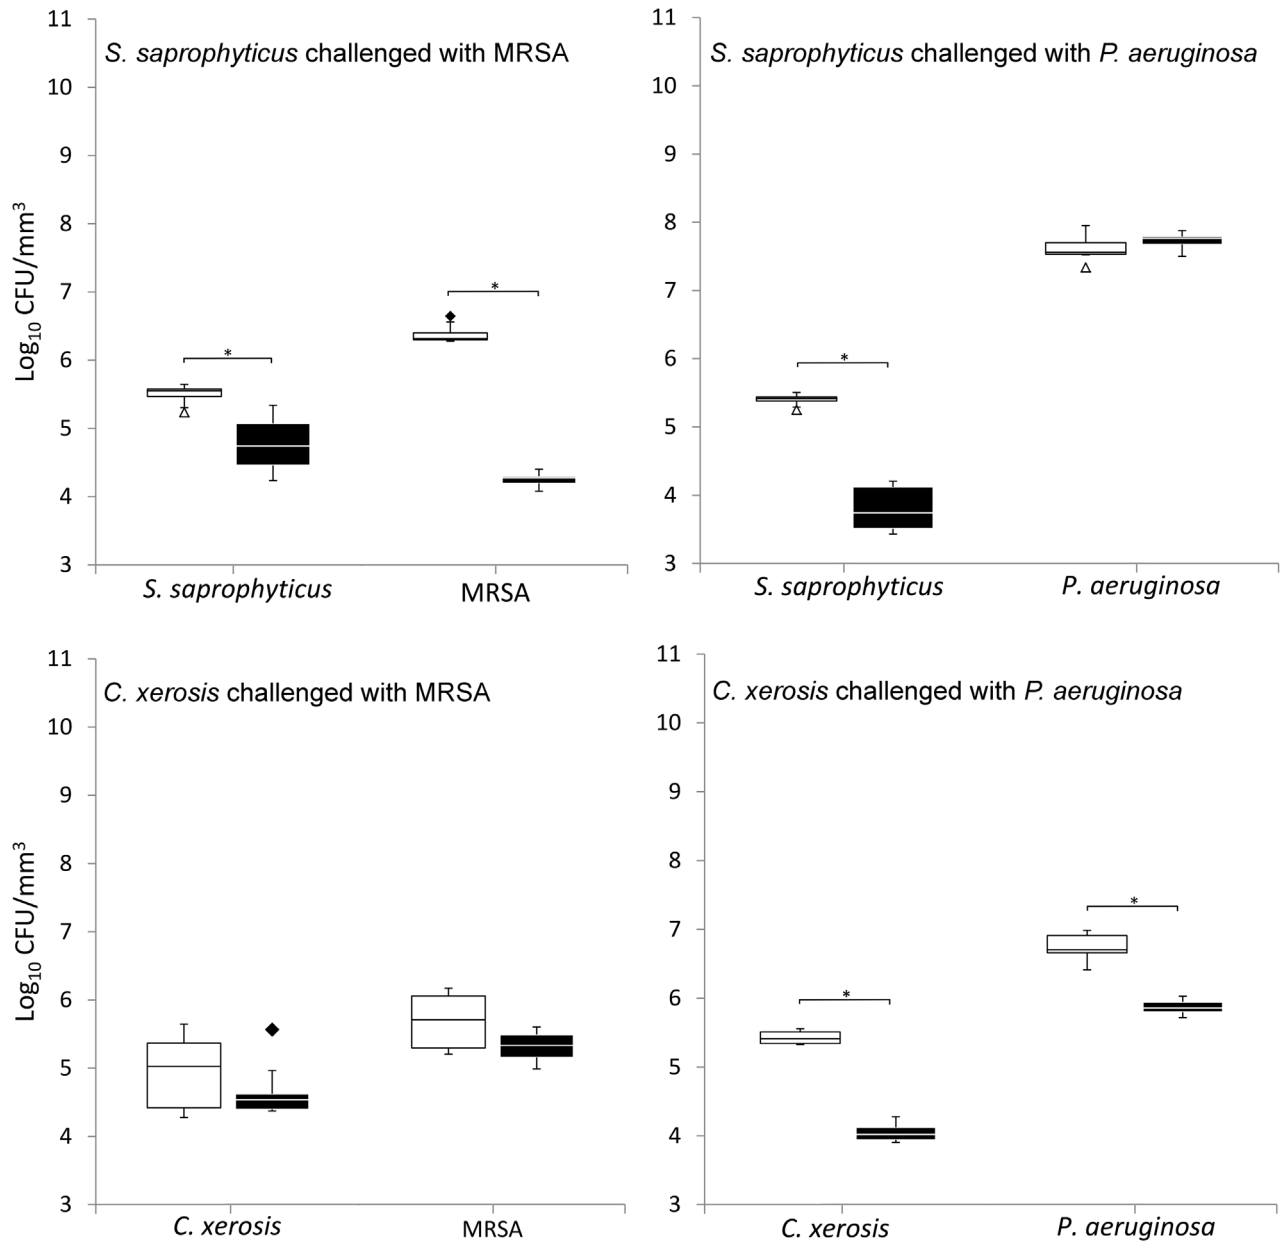 S. saprophyticus challenged with MRSA
11
10
9
8
7
6
5
4
3
Log10 CFU/mm3
*
*
S. saprophyticus
MRSA
S. saprophyticus challenged with P. aeruginosa
11
10
9
8
7
6
5
4
3
*
S. saprophyticus
P. aeruginosa
C. xerosis challenged with MRSA
11
10
9
8
7
6
5
4
3
Log10 CFU/mm3
C. xerosis
MRSA
C. xerosis challenged with P. aeruginosa
11
10
9
8
7
6
5
4
3
*
*
C. xerosis
P. aeruginosa